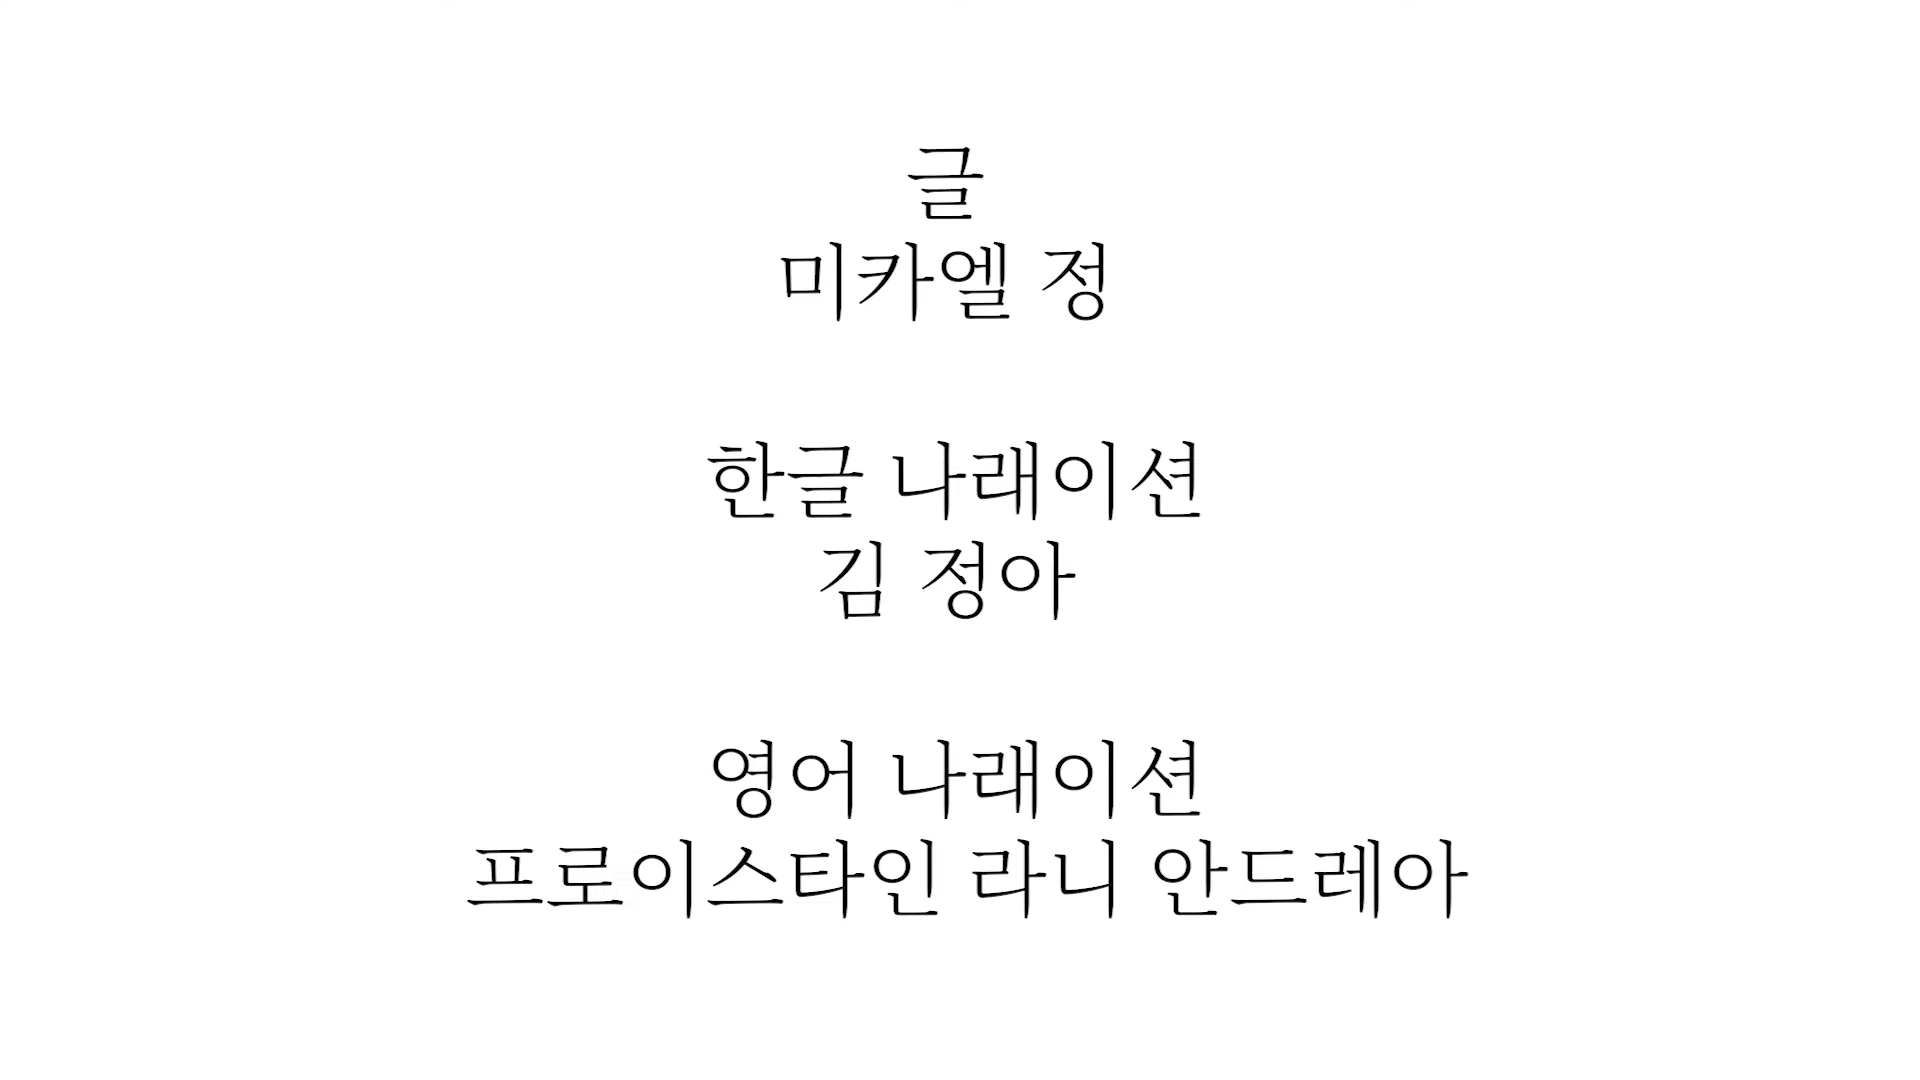 글
미카엘 정
한글 나래이션
김 정아
영어 나래이션
프로이스타인 라니 안드레아